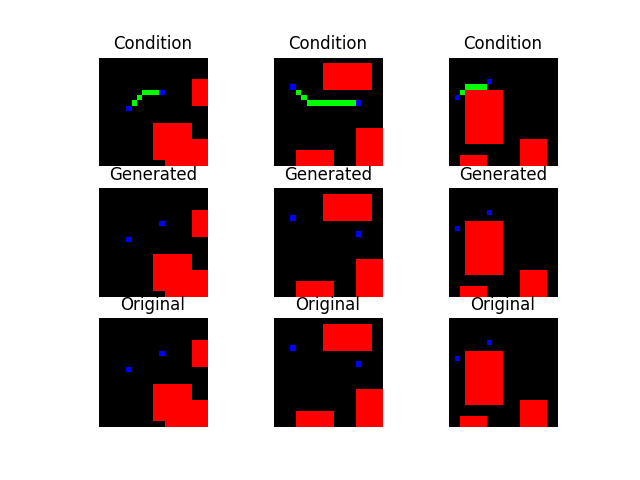 Condition Condition Condition
Generated Generated Generated
Original Original Original